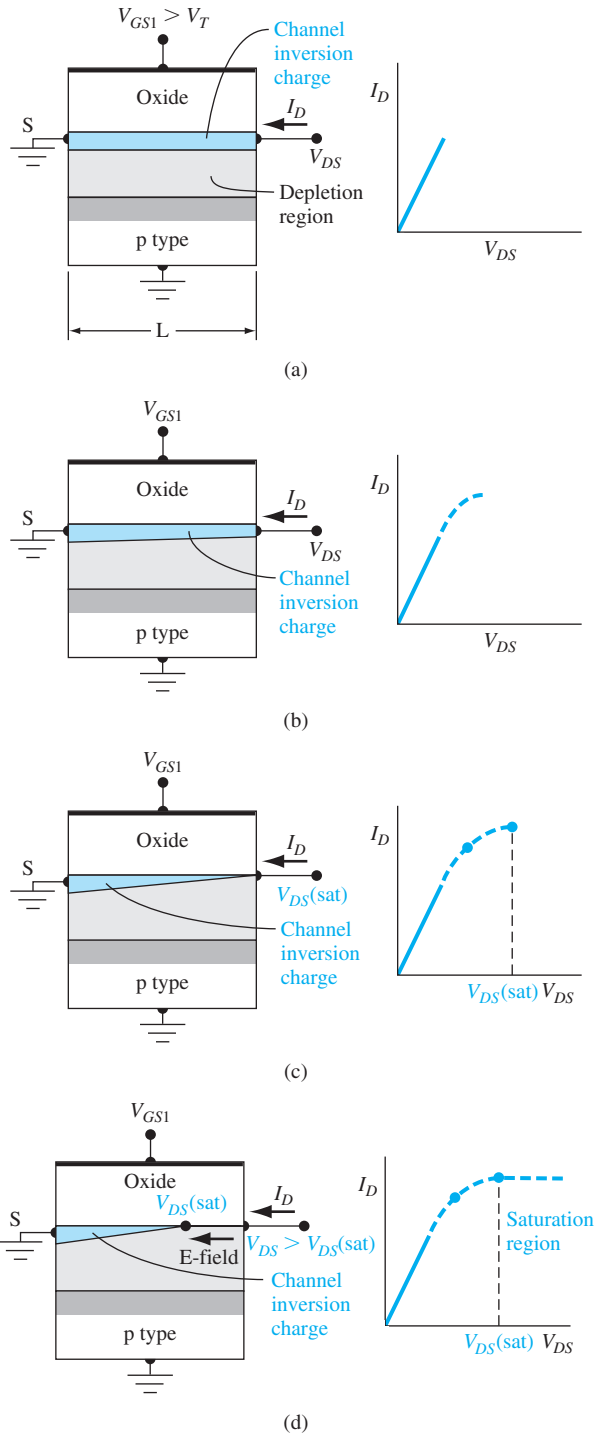 V_GS1 > V_T
Channel
inversion
charge
Oxide
I_D
S
V_DS
Depletion
region
p type
L
I_D
V_DS
(a)
V_GS1
Oxide
I_D
S
V_DS
Channel
inversion
charge
p type
I_D
V_DS
(b)
V_GS1
Oxide
I_D
S
V_DS(sat)
Channel
inversion
charge
p type
I_D
V_DS(sat) V_DS
(c)
V_GS1
Oxide
V_DS(sat)
I_D
S
V_DS > V_DS(sat)
E-field
Channel
inversion
charge
p type
I_D
Saturation
region
V_DS(sat) V_DS
(d)